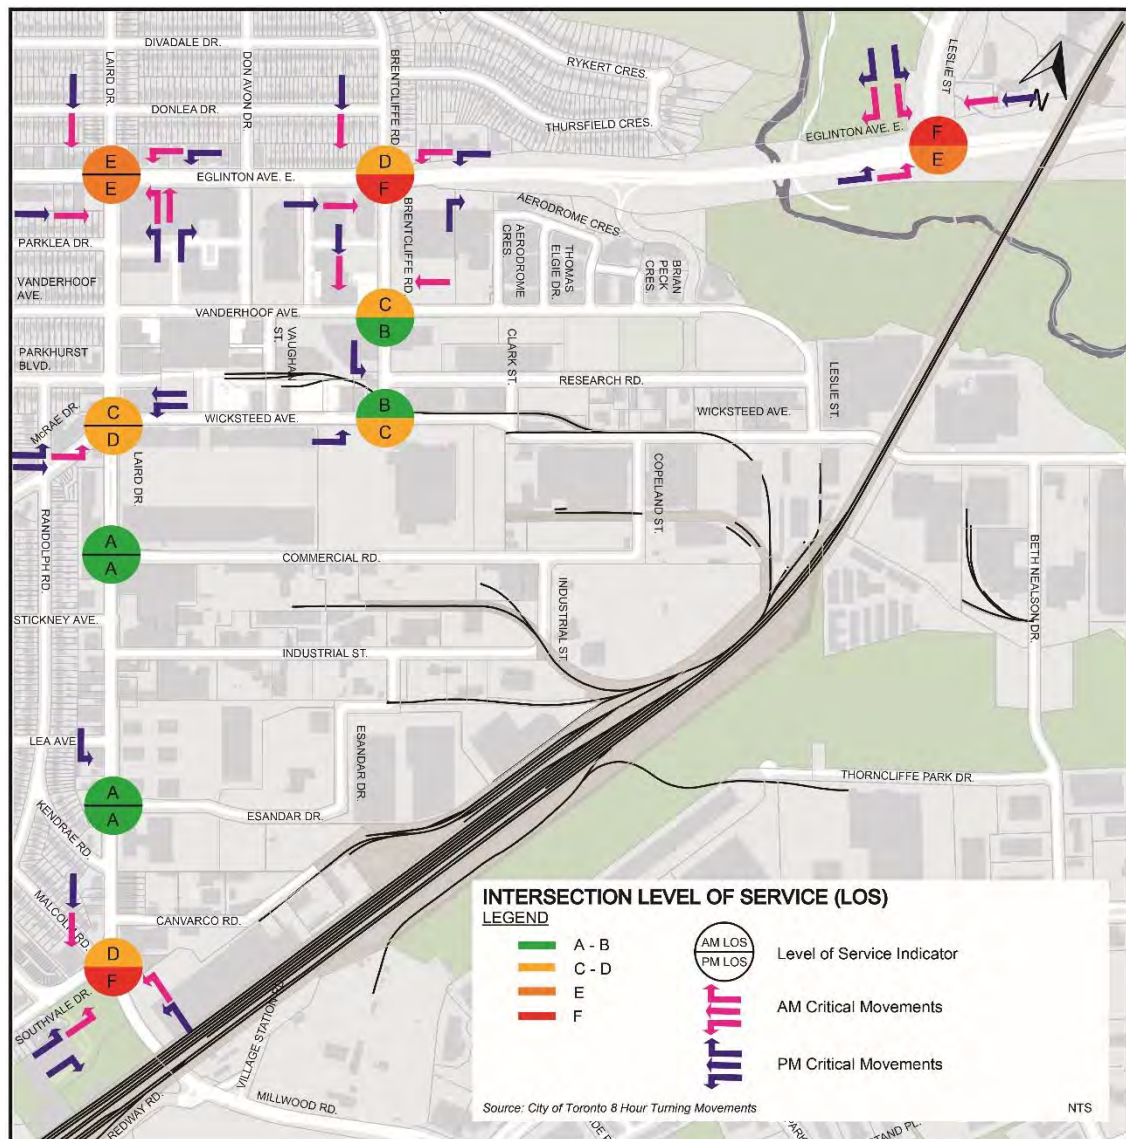 DIVADALE DR.
LAIRD DR.
DON AVON DR
BRENTCLIFFE RD
RYKERT CRES.
LESLIE ST
DONLEA DR.
THURSFIELD CRES.
N
EGLINTON AVE. E.
F
E
E
E
D
F
EGLINTON AVE. E.
PARKLEA DR.
BRENTCLIFFE RD
AERODROME CRES.
AERODROME
CRES.
THOMAS
ELGIE DR.
BRIAN
PECK
CRES.
VANDERHOOF
AVE.
VANDERHOOF AVE.
C
B
PARKHURST
BLVD.
VAUGHAN
ST.
CLARK ST.
RESEARCH RD.
LESLIE ST.
McRAE DR.
C
D
WICKSTEED AVE.
B
C
WICKSTEED AVE.
LAIRD DR.
COPELAND ST.
RANDOLPH RD.
A
A
COMMERCIAL RD.
BETH NEALSON DR.
STICKNEY AVE.
INDUSTRIAL ST.
INDUSTRIAL ST.
LEA AVE
ESANDAR DR.
THORNCLIFFE PARK DR.
A
A
ESANDAR DR.
KENDRAE RD.
MALCOLM RD.
CANVARCO RD.
D
F
SOUTHVALE DR.
VILLAGE STATION
REDWAY RD.
MILLWOOD RD.
INTERSECTION LEVEL OF SERVICE (LOS)
LEGEND
A - B
C - D
E
F
AM LOS
PM LOS
Level of Service Indicator
AM Critical Movements
PM Critical Movements
Source: City of Toronto 8 Hour Turning Movements
NTS